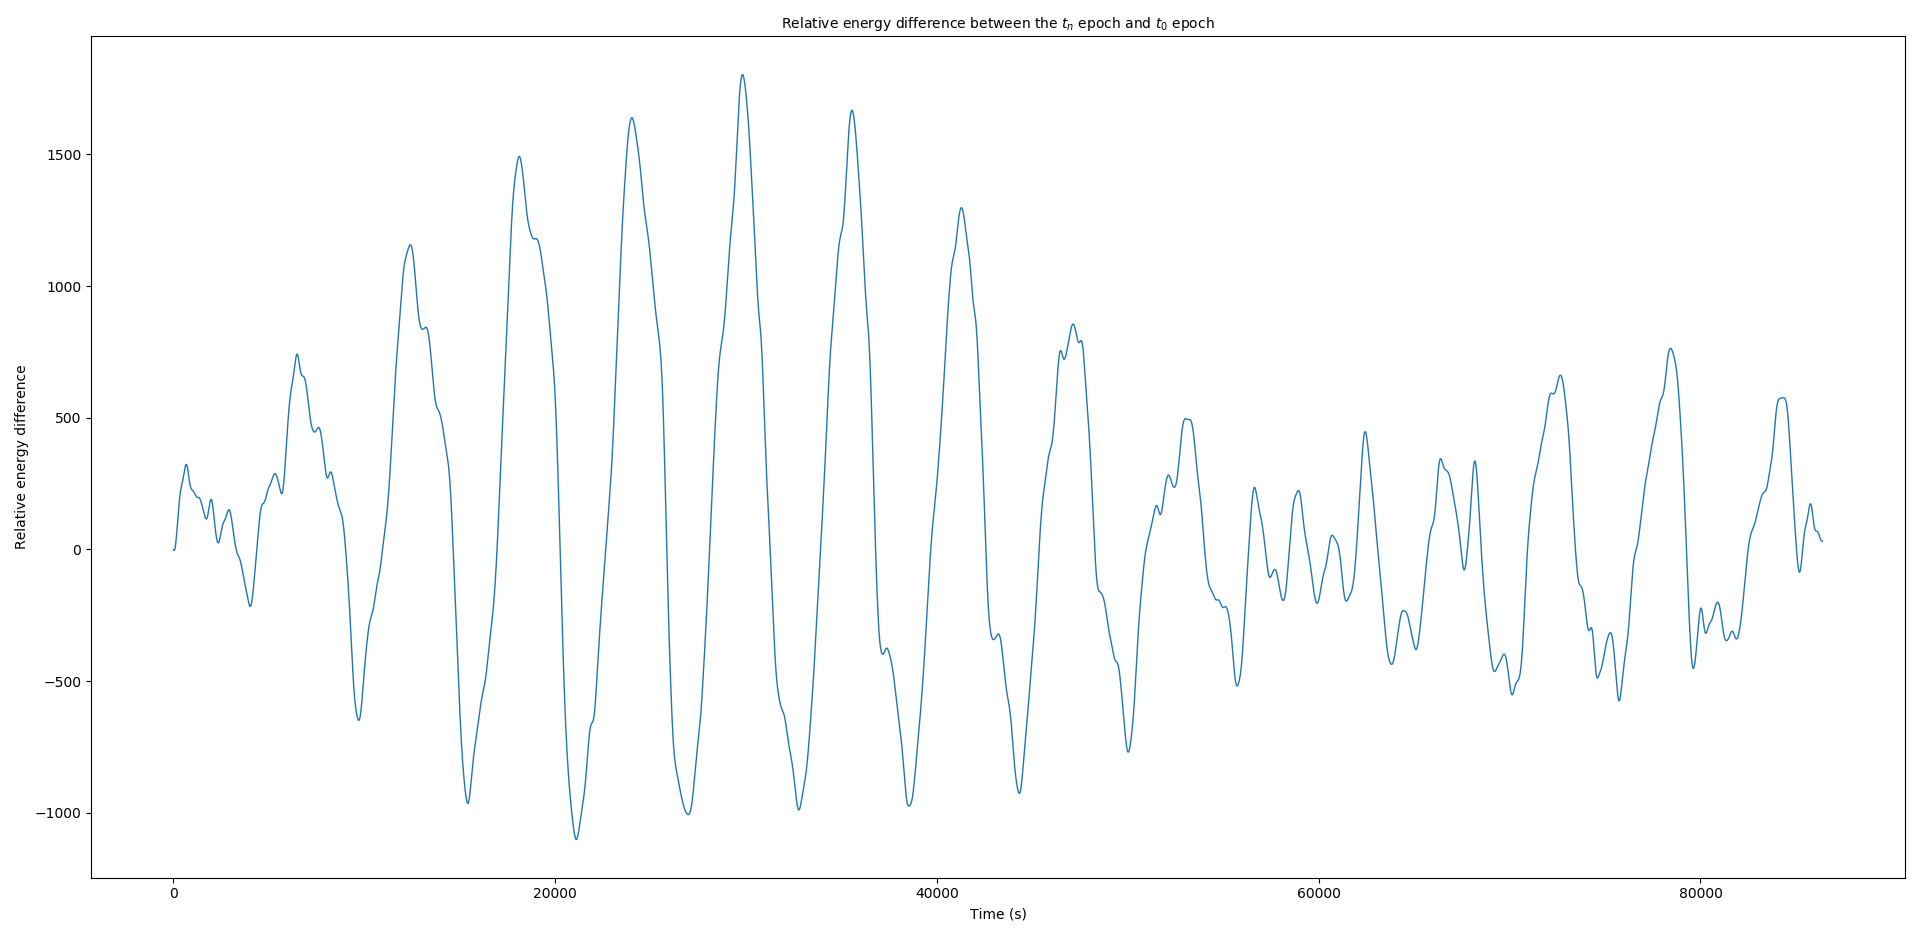 Relative energy difference between the tₙ epoch and t₀ epoch
Relative energy difference
1500
1000
500
0
−500
−1000
0 20000 40000 60000 80000
Time (s)